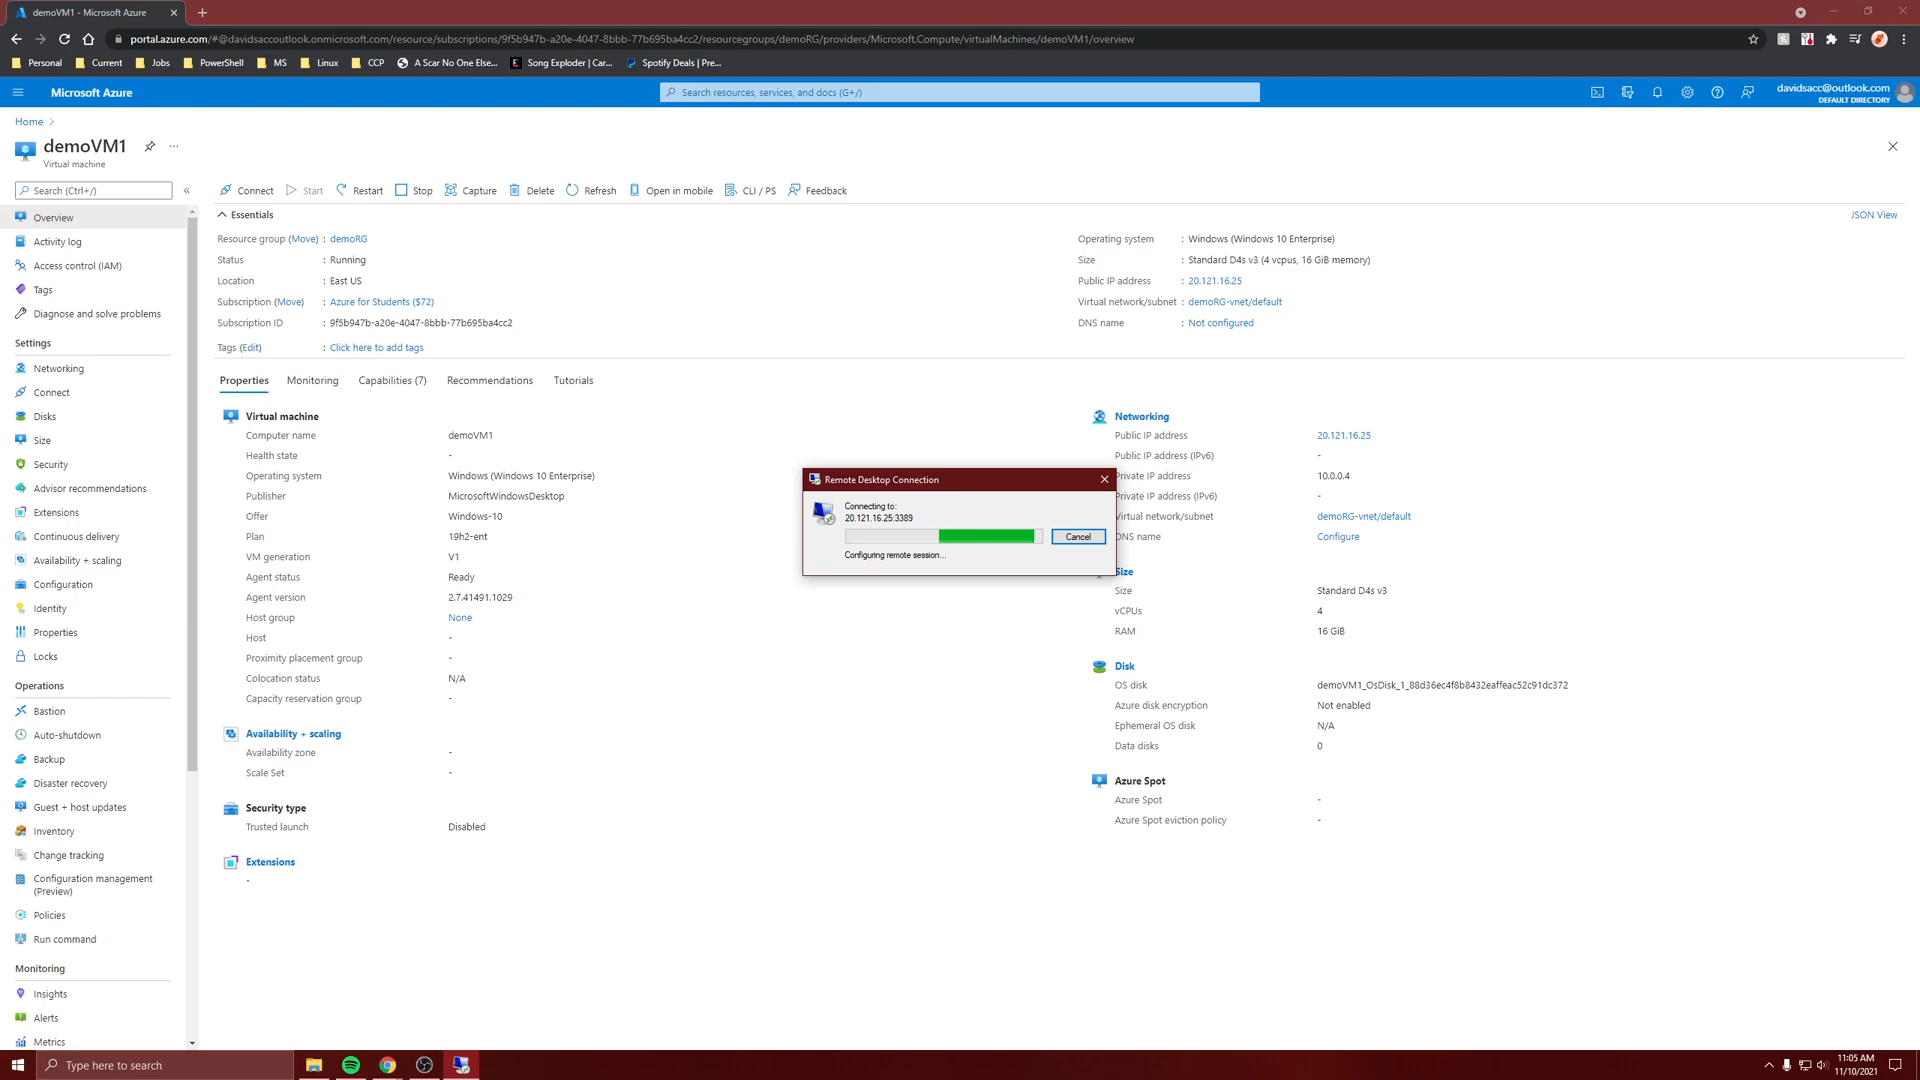 demoVM1 - Microsoft Azure
portal.azure.com/#@davidsaccoutlook.onmicrosoft.com/resource/subscriptions/9f5b947b-a20e-4047-8bbb-77b695ba4cc2/resourcegroups/demoRG/providers/Microsoft.Compute/virtualMachines/demoVM1/overview
Personal Current Jobs PowerShell MS Linux CCP A Scar No One Else... Song Exploder | Car... Spotify Deals | Pre...
Microsoft Azure
Search resources, services, and docs (G+/)
davidsacc@outlook.com
DEFAULT DIRECTORY
Home
demoVM1
Virtual machine
Search (Ctrl+/)
Connect Start Restart Stop Capture Delete Refresh Open in mobile CLI / PS Feedback
Overview
Activity log
Access control (IAM)
Tags
Diagnose and solve problems
Settings
Networking
Connect
Disks
Size
Security
Advisor recommendations
Extensions
Continuous delivery
Availability + scaling
Configuration
Identity
Properties
Locks
Operations
Bastion
Auto-shutdown
Backup
Disaster recovery
Guest + host updates
Inventory
Change tracking
Configuration management
(Preview)
Policies
Run command
Monitoring
Insights
Alerts
Metrics
Essentials
JSON View
Resource group (Move) : demoRG
Status : Running
Location : East US
Subscription (Move) : Azure for Students ($72)
Subscription ID : 9f5b947b-a20e-4047-8bbb-77b695ba4cc2
Tags (Edit) : Click here to add tags
Operating system : Windows (Windows 10 Enterprise)
Size : Standard D4s v3 (4 vcpus, 16 GiB memory)
Public IP address : 20.121.16.25
Virtual network/subnet : demoRG-vnet/default
DNS name : Not configured
Properties Monitoring Capabilities (7) Recommendations Tutorials
Virtual machine
Computer name demoVM1
Health state -
Operating system Windows (Windows 10 Enterprise)
Publisher MicrosoftWindowsDesktop
Offer Windows-10
Plan 19h2-ent
VM generation V1
Agent status Ready
Agent version 2.7.41491.1029
Host group None
Host -
Proximity placement group -
Colocation status N/A
Capacity reservation group -
Availability + scaling
Availability zone -
Scale Set -
Security type
Trusted launch Disabled
Extensions
-
Remote Desktop Connection
Connecting to:
20.121.16.25:3389
Cancel
Configuring remote session...
Networking
Public IP address 20.121.16.25
Public IP address (IPv6) -
Private IP address 10.0.0.4
Private IP address (IPv6) -
Virtual network/subnet demoRG-vnet/default
DNS name Configure
Size
Size Standard D4s v3
vCPUs 4
RAM 16 GiB
Disk
OS disk demoVM1_OsDisk_1_88d36ec4f8b8432eaffeac52c91dc372
Azure disk encryption Not enabled
Ephemeral OS disk N/A
Data disks 0
Azure Spot
Azure Spot -
Azure Spot eviction policy -
Type here to search
11:05 AM
11/10/2021